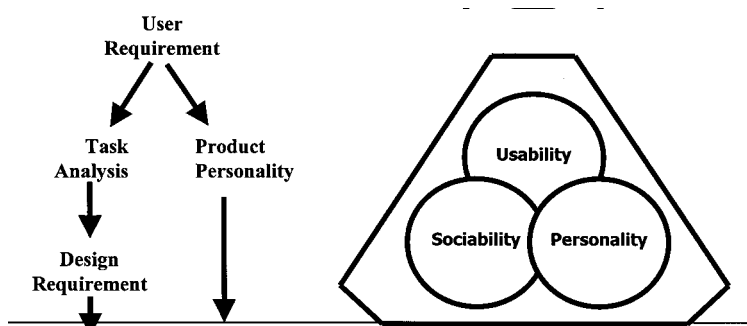 User
Requirement
Task
Analysis
Product
Personality
Design
Requirement
Usability
Sociability
Personality